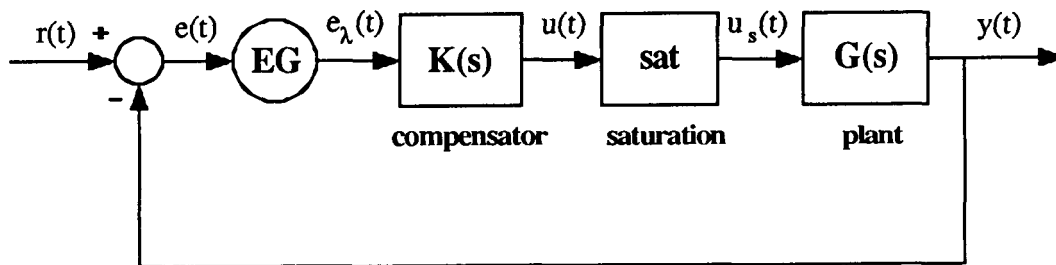 r(t) + e(t) e_λ(t) u(t) u_s(t) y(t)
EG K(s) sat G(s)
-
compensator saturation plant